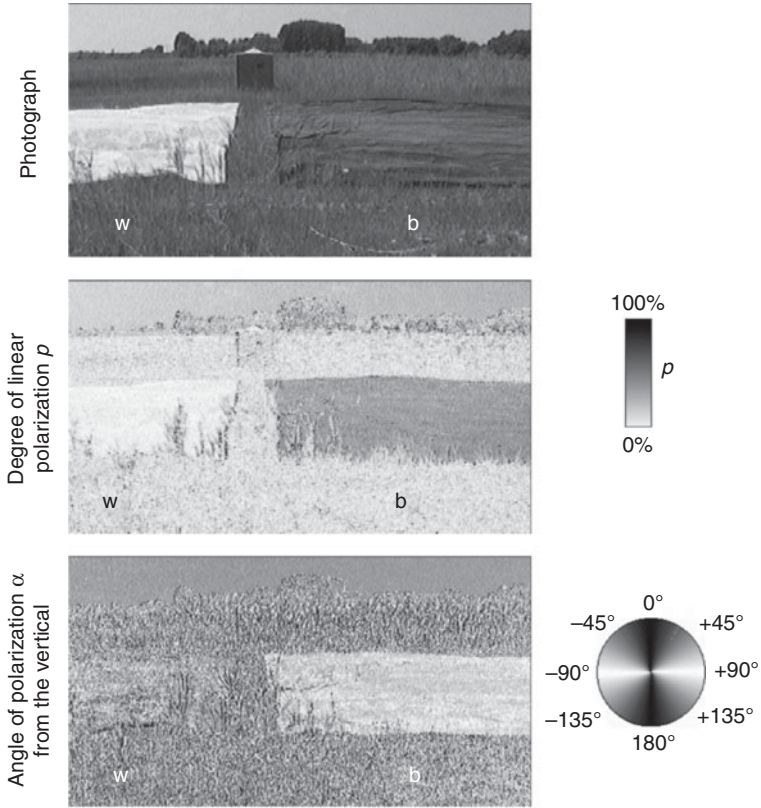 Photograph
w
b
Degree of linear
polarization p
w
b
100%
p
0%
Angle of polarization α
from the vertical
w
b
0°
–45°
+45°
–90°
+90°
–135°
+135°
180°